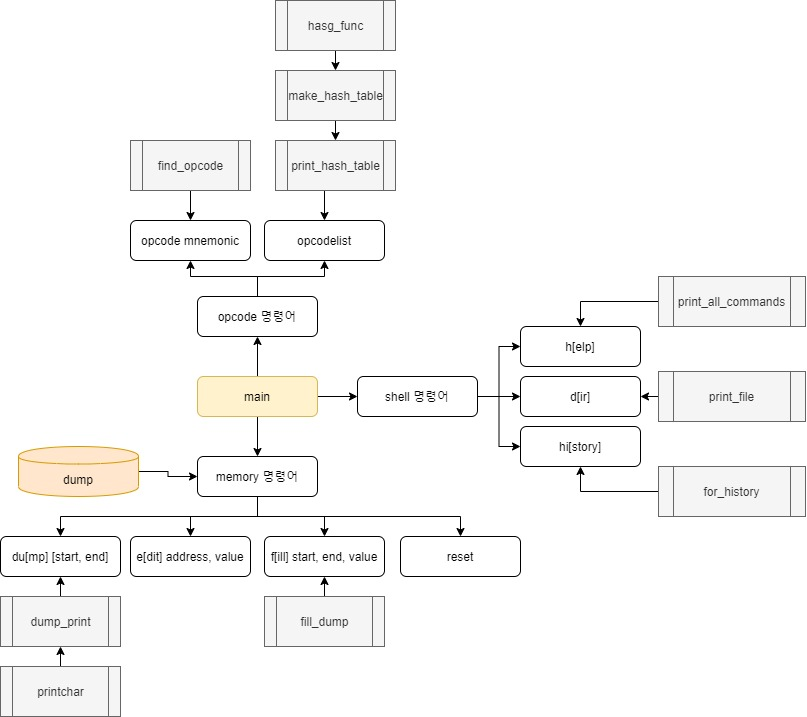 hasg_func
make_hash_table
find_opcode
print_hash_table
opcode mnemonic
opcodelist
opcode 명령어
print_all_commands
h[elp]
main
shell 명령어
d[ir]
print_file
hi[story]
dump
memory 명령어
for_history
du[mp] [start, end]
e[dit] address, value
f[ill] start, end, value
reset
dump_print
fill_dump
printchar